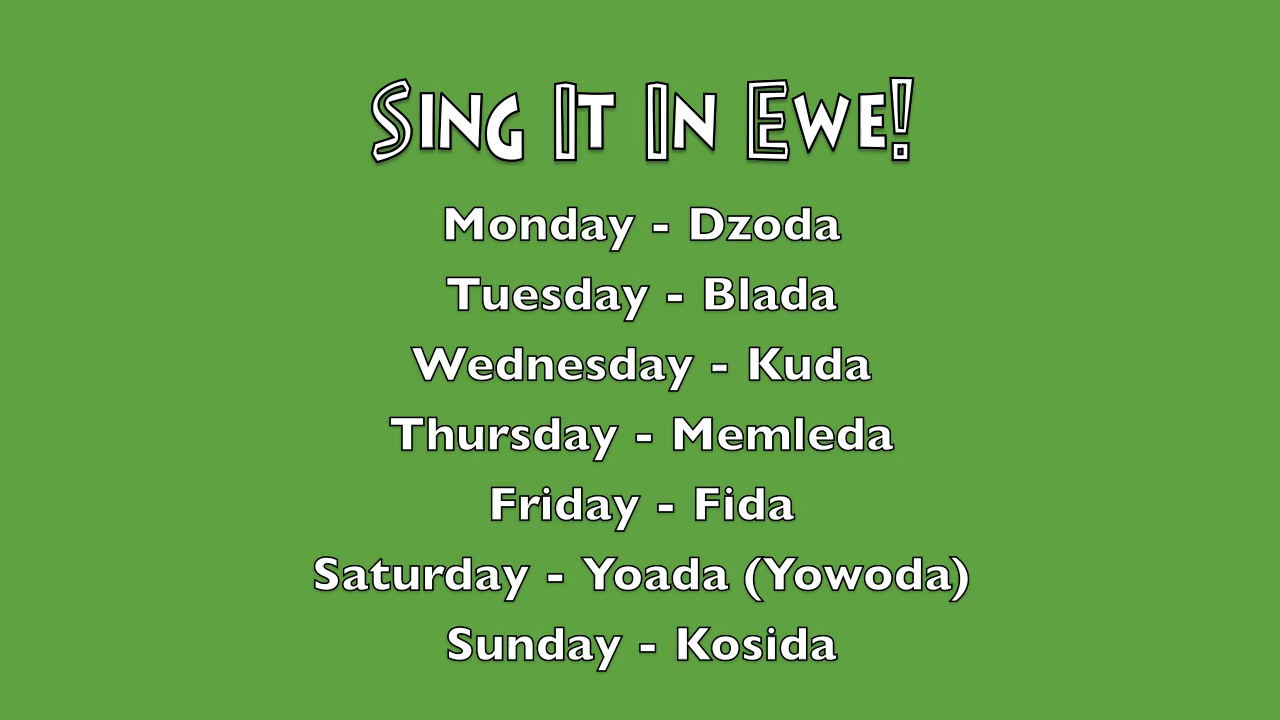 Sing It In Ewe!
Monday - Dzoda
Tuesday - Blada
Wednesday - Kuda
Thursday - Memleda
Friday - Fida
Saturday - Yoada (Yowoda)
Sunday - Kosida